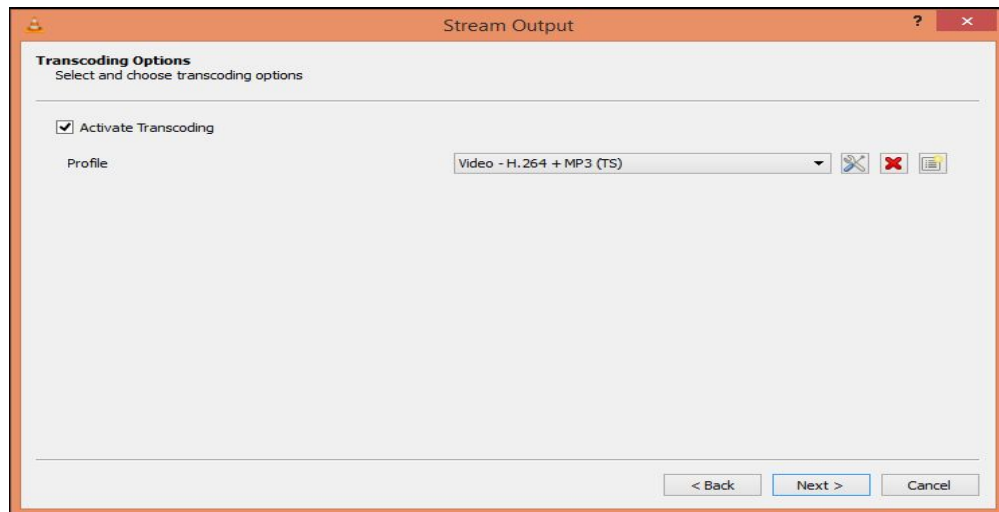 Stream Output
?
Transcoding Options
Select and choose transcoding options
Activate Transcoding
Profile Video - H.264 + MP3 (TS)
< Back Next > Cancel